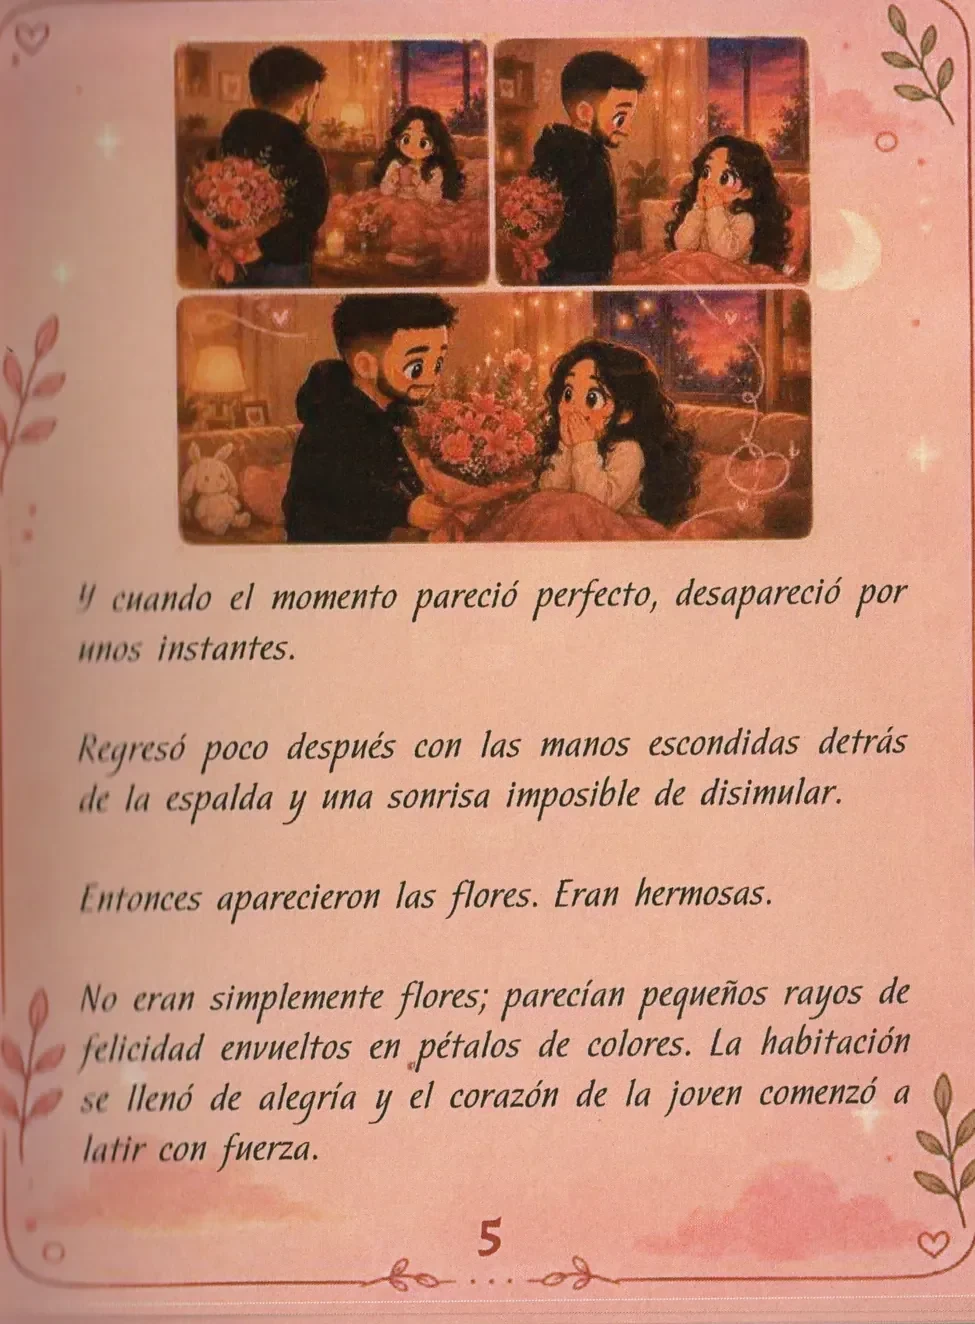 Y cuando el momento pareció perfecto, desapareció por
unos instantes.
Regresó poco después con las manos escondidas detrás
de la espalda y una sonrisa imposible de disimular.
Entonces aparecieron las flores. Eran hermosas.
No eran simplemente flores; parecían pequeños rayos de
felicidad envueltos en pétalos de colores. La habitación
se llenó de alegría y el corazón de la joven comenzó a
latir con fuerza.
5